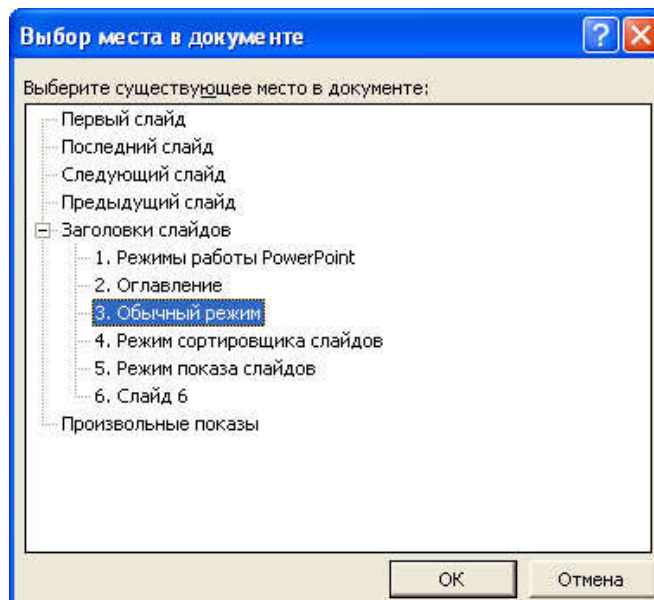 Выбор места в документе
Выберите существующее место в документе:
Первый слайд
Последний слайд
Следующий слайд
Предыдущий слайд
Заголовки слайдов
1. Режимы работы PowerPoint
2. Оглавление
3. Обычный режим
4. Режим сортировщика слайдов
5. Режим показа слайдов
6. Слайд 6
Произвольные показы
ОК Отмена